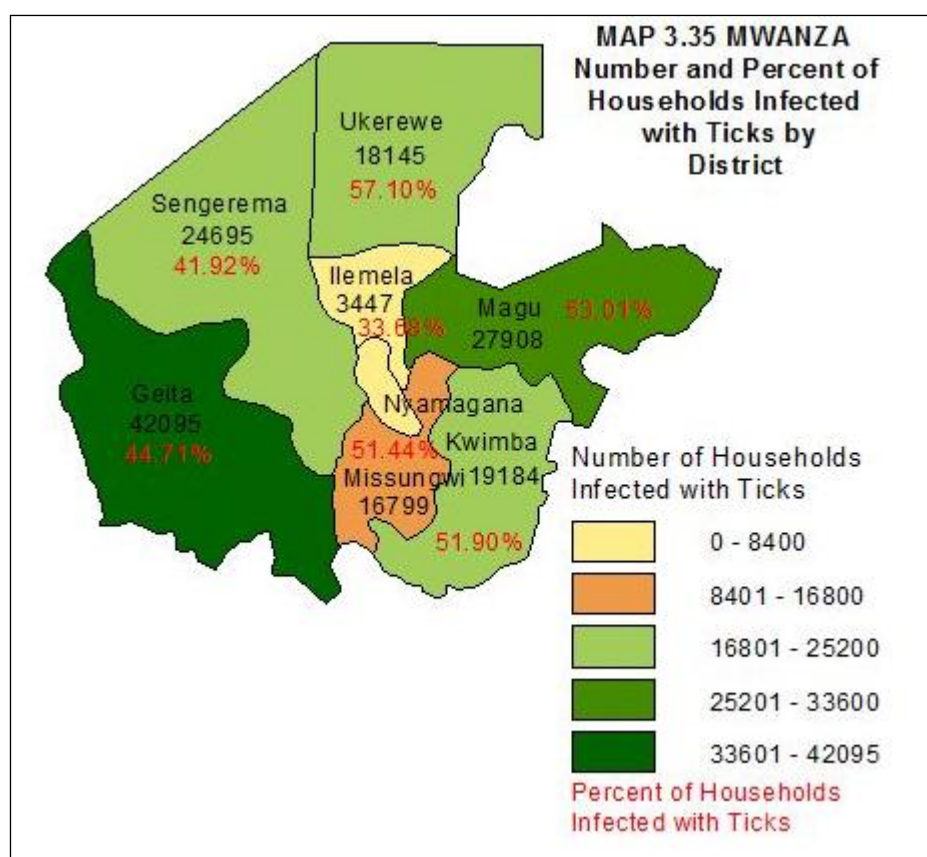 MAP 3.35 MWANZA
Number and Percent of
Households Infected
with Ticks by
District
Ukerewe
18145
57.10%
Sengerema
24695
41.92%
Ilemela
3447
33.68%
Magu
27908
53.01%
Geita
42095
44.71%
Nyamagana
Kwimba
19184
51.90%
51.44%
Missungwi
16799
Number of Households
Infected with Ticks
0 - 8400
8401 - 16800
16801 - 25200
25201 - 33600
33601 - 42095
Percent of Households
Infected with Ticks